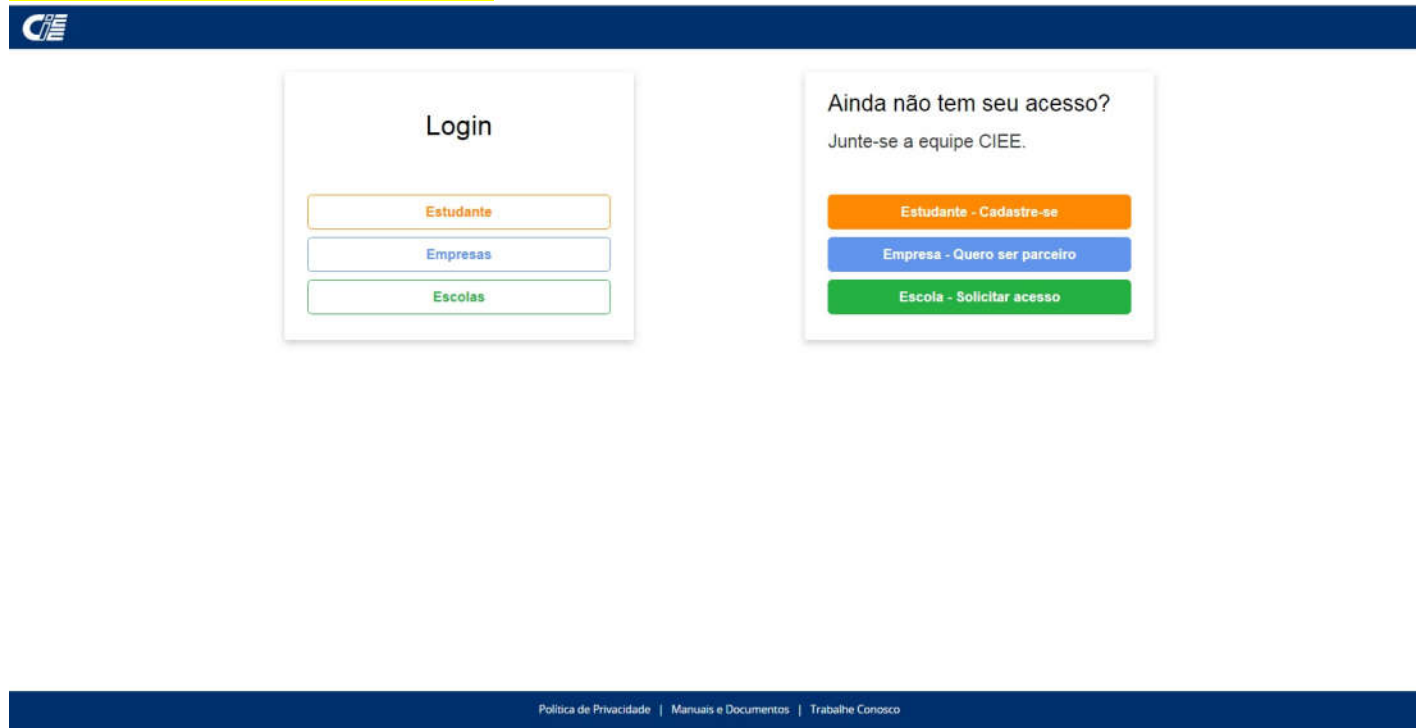 CIEE
Login
Estudante
Empresas
Escolas
Ainda não tem seu acesso?
Junte-se a equipe CIEE.
Estudante - Cadastre-se
Empresa - Quero ser parceiro
Escola - Solicitar acesso
Política de Privacidade | Manuais e Documentos | Trabalhe Conosco